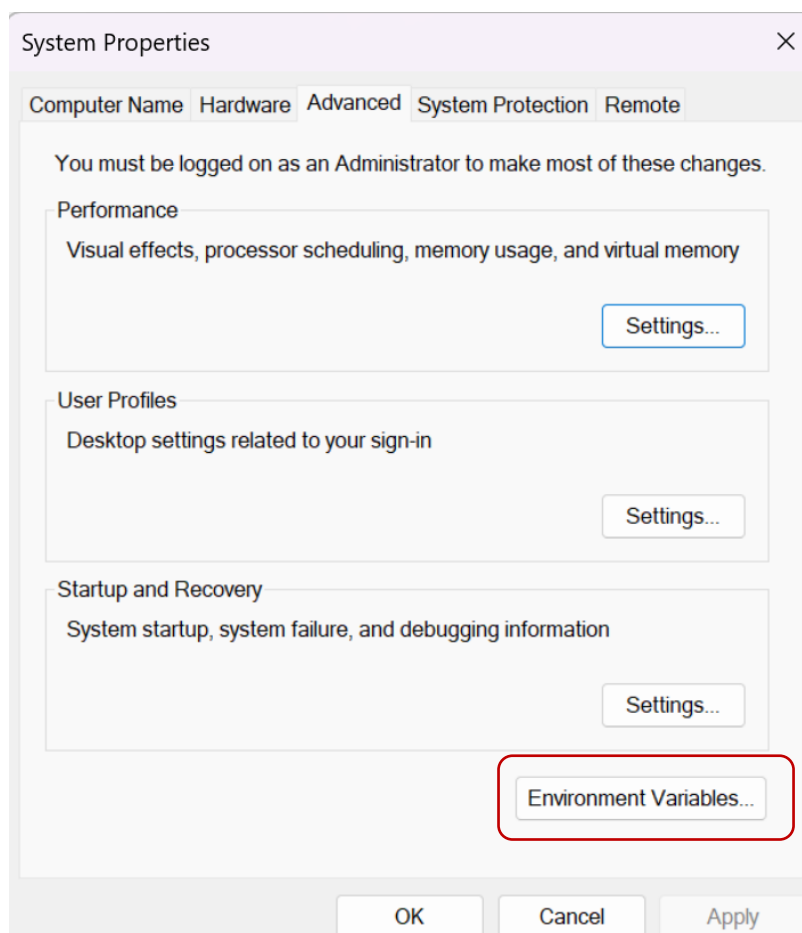 System Properties
Computer Name Hardware Advanced System Protection Remote
You must be logged on as an Administrator to make most of these changes.
Performance
Visual effects, processor scheduling, memory usage, and virtual memory
Settings...
User Profiles
Desktop settings related to your sign-in
Settings...
Startup and Recovery
System startup, system failure, and debugging information
Settings...
Environment Variables...
OK Cancel Apply